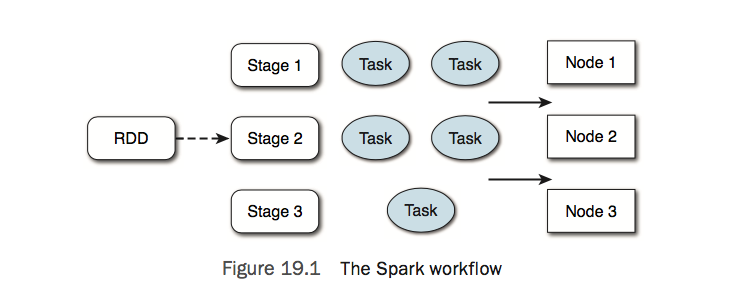 Stage 1 Task Task Node 1
RDD Stage 2 Task Task Node 2
Stage 3 Task Node 3
Figure 19.1 The Spark workflow